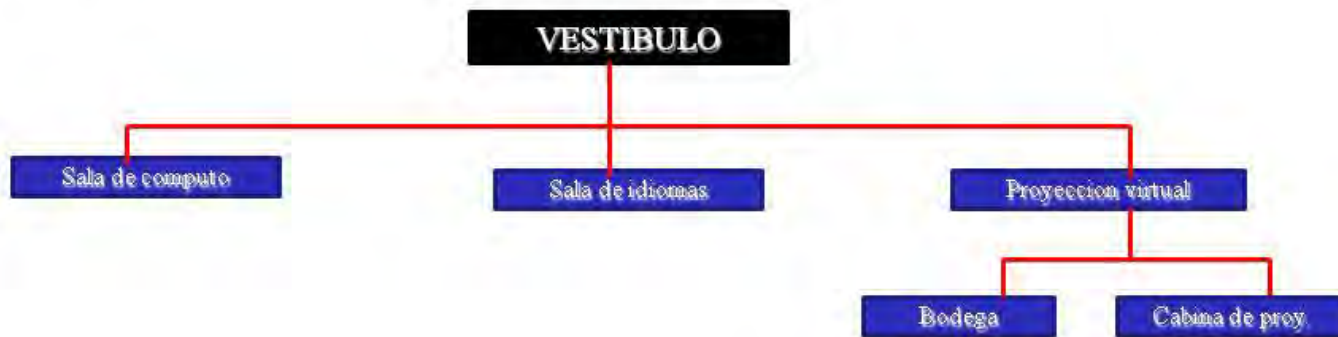 VESTIBULO
Sala de computo
Sala de idiomas
Proyeccion virtual
Bodega
Cabina de proy